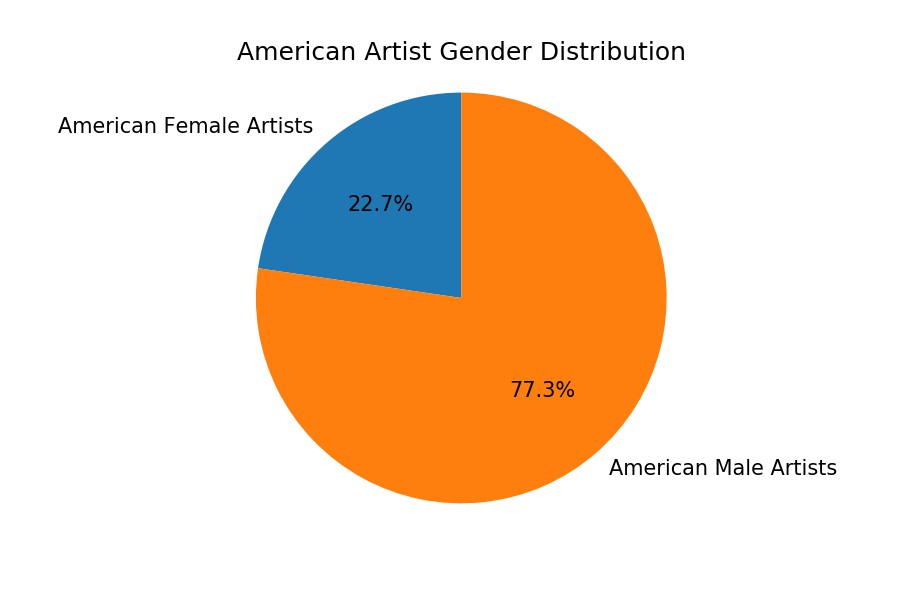 American Artist Gender Distribution
American Female Artists
22.7%
77.3%
American Male Artists